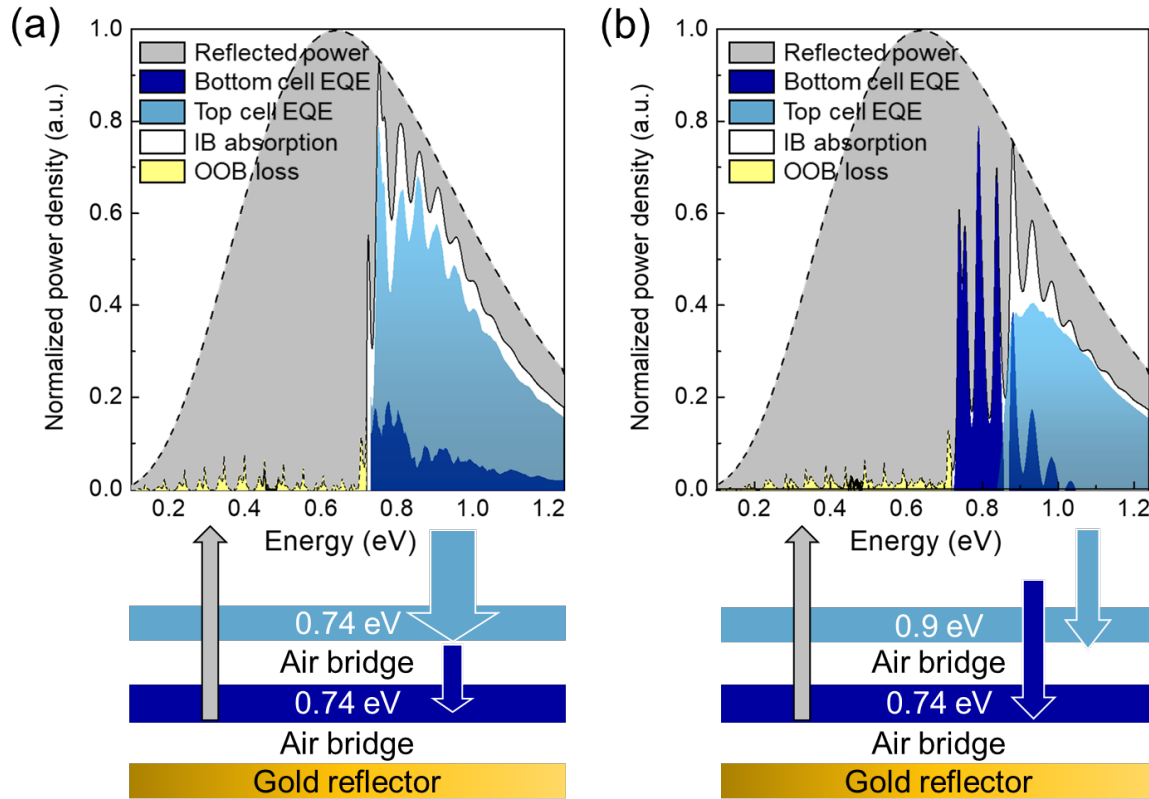 (a)
Normalized power density (a.u.)
1.0
0.8
0.6
0.4
0.2
0.0
Reflected power
Bottom cell EQE
Top cell EQE
IB absorption
OOB loss
0.2 0.4 0.6 0.8 1.0 1.2
Energy (eV)
0.74 eV
Air bridge
0.74 eV
Air bridge
Gold reflector
(b)
Normalized power density (a.u.)
1.0
0.8
0.6
0.4
0.2
0.0
Reflected power
Bottom cell EQE
Top cell EQE
IB absorption
OOB loss
0.2 0.4 0.6 0.8 1.0 1.2
Energy (eV)
0.9 eV
Air bridge
0.74 eV
Air bridge
Gold reflector